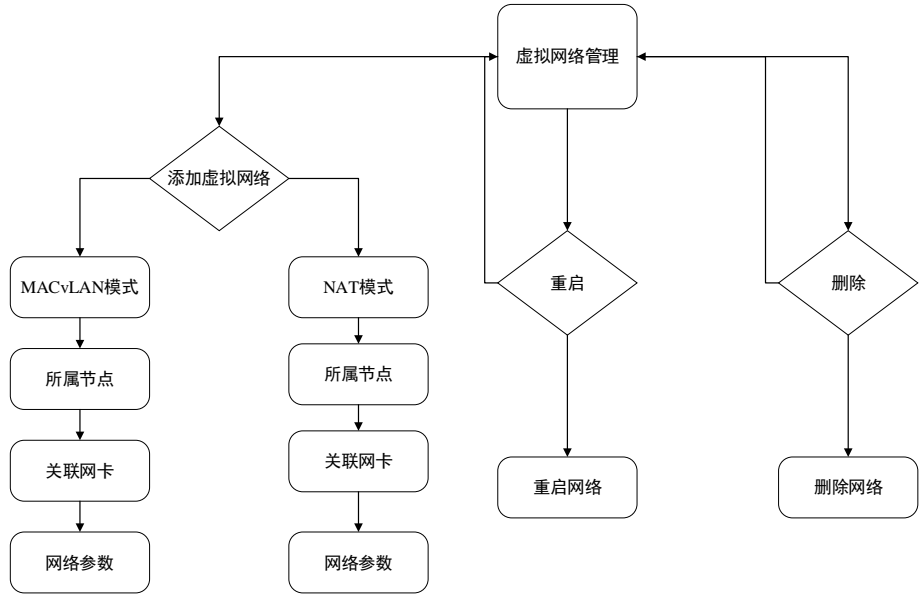 虚拟网络管理
添加虚拟网络
MACvLAN模式
NAT模式
重启
删除
所属节点
所属节点
关联网卡
关联网卡
重启网络
删除网络
网络参数
网络参数